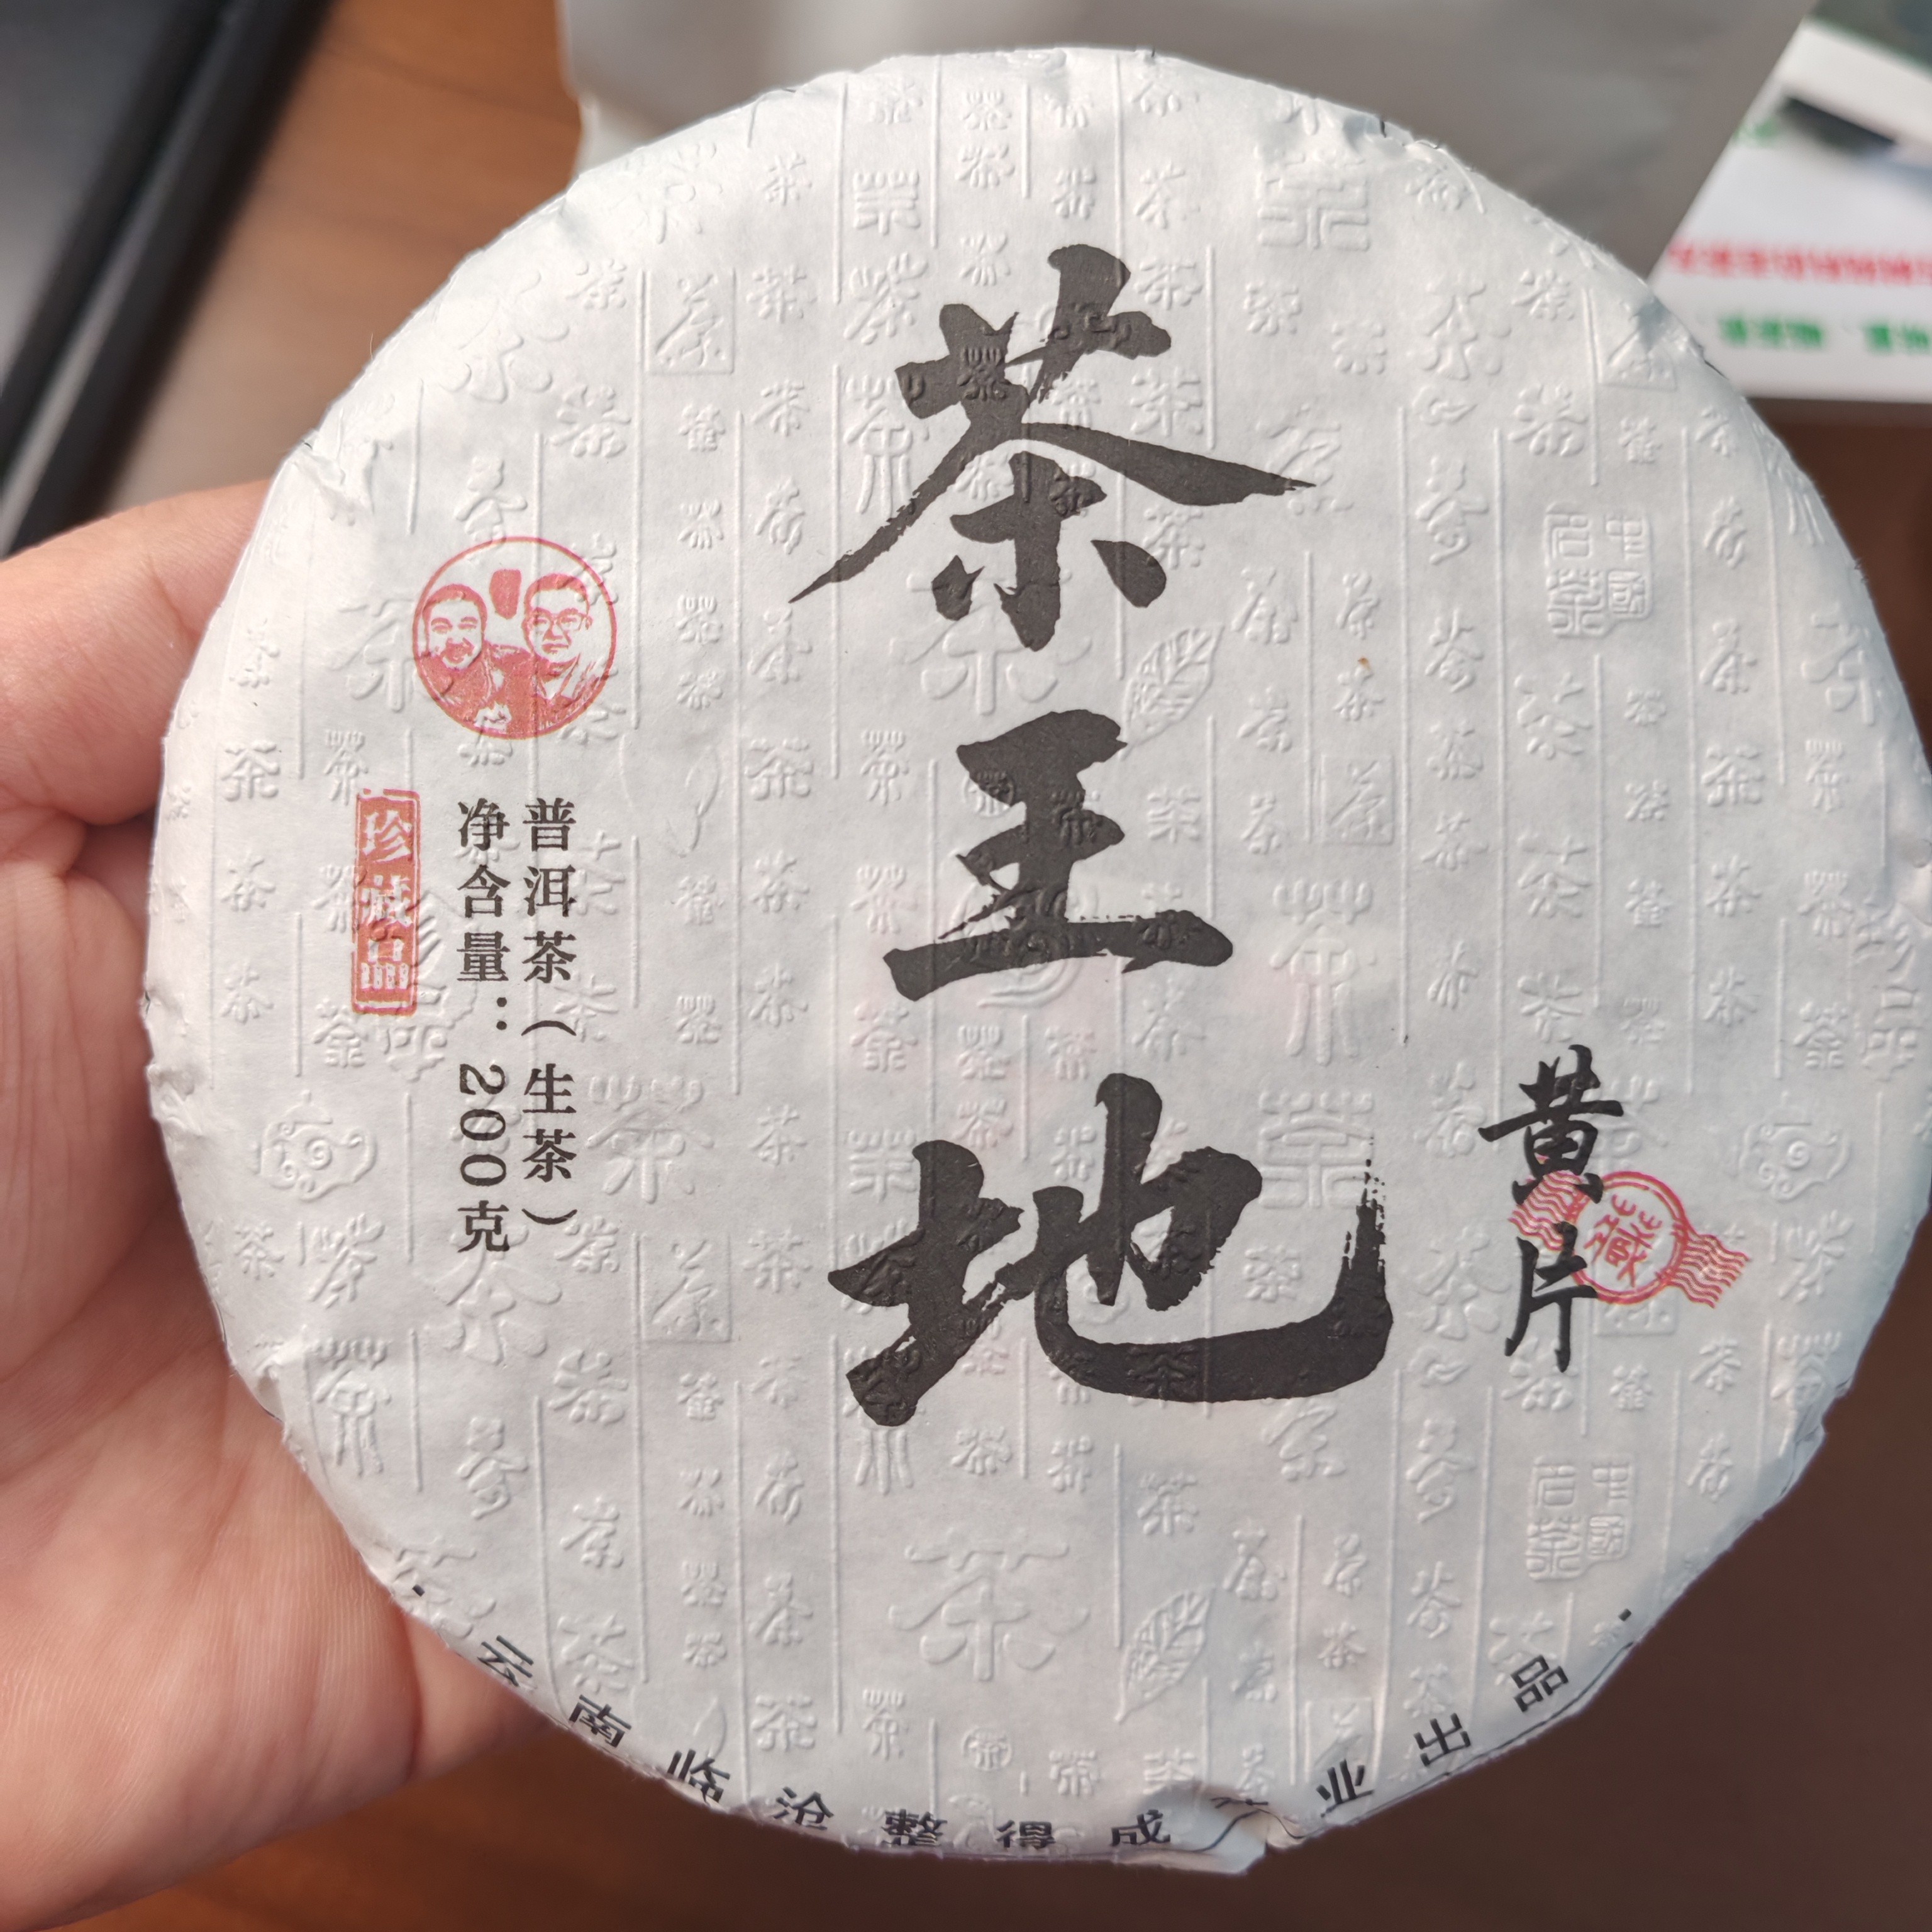 茶王地
黄片
藏
普洱茶（生茶）
净含量：200克
珍藏品
·云南临沧整得成茶业出品·